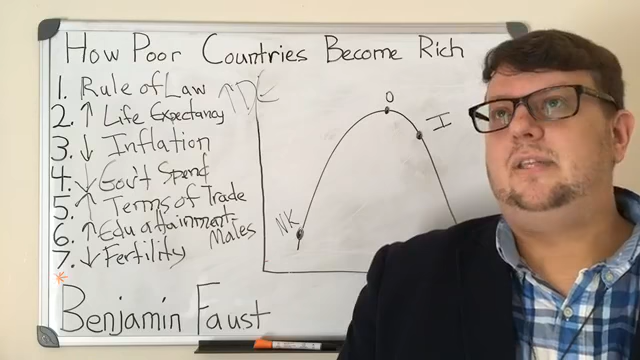 How Poor Countries Become Rich
1. Rule of Law
2. ↑ Life Expectancy
3. ↓ Inflation
4. ↓ Gov't Spend
5. ↑ Terms of Trade
6. ↑ Edu attainment-Males
7. ↓ Fertility
*
Benjamin Faust
↑ D
O
I
NK